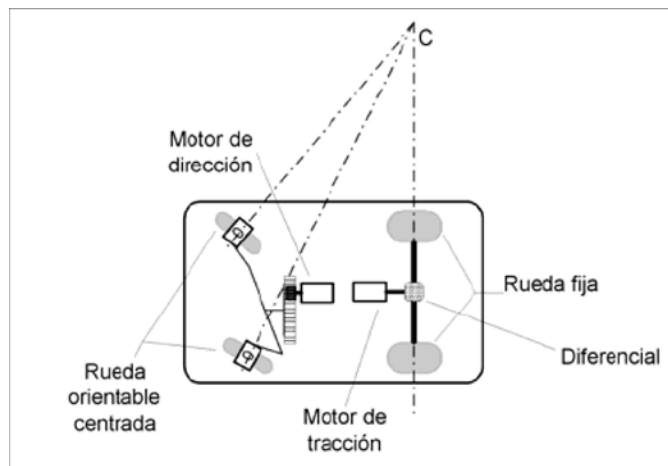 C
Motor de
dirección
Rueda fija
Diferencial
Rueda
orientable
centrada
Motor de
tracción